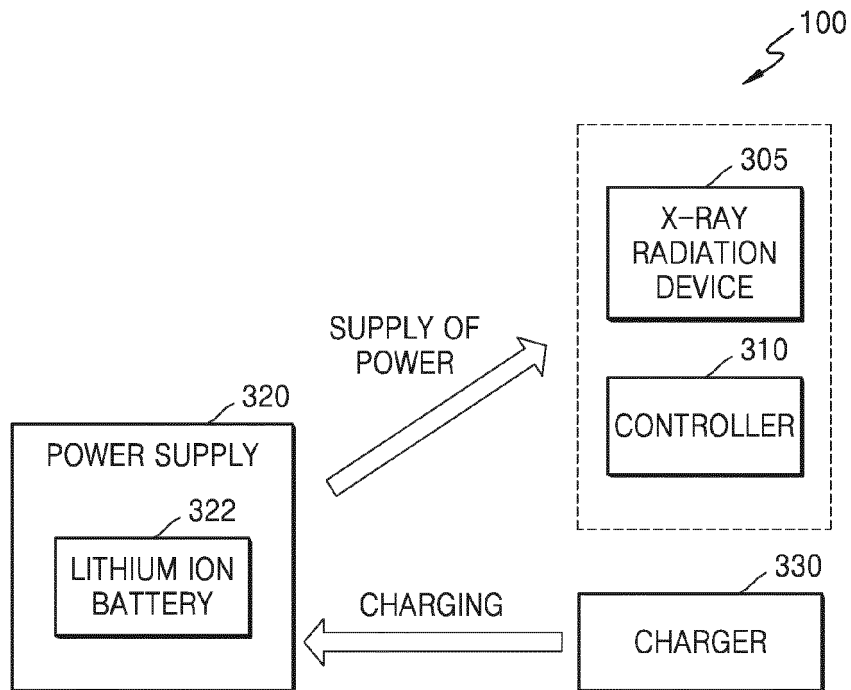 100
305
X-RAY
RADIATION
DEVICE
SUPPLY OF
POWER
310
CONTROLLER
320
POWER SUPPLY
322
LITHIUM ION
BATTERY
CHARGING
330
CHARGER